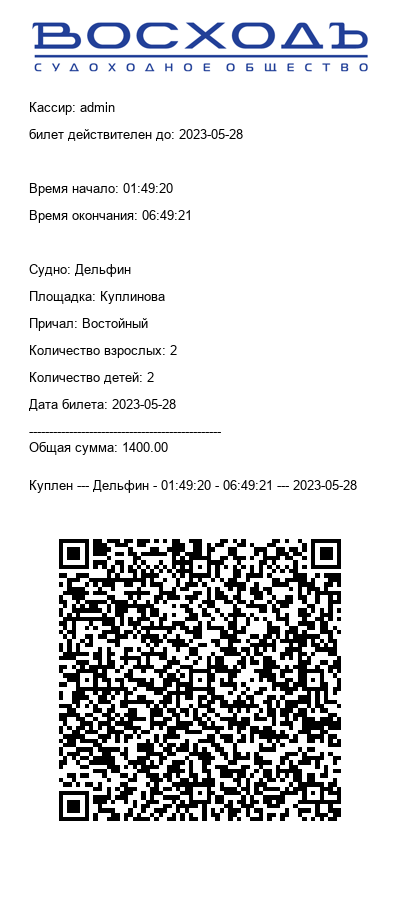 ВОСХОДЪ
СУДОХОДНОЕ ОБЩЕСТВО
Кассир: admin
билет действителен до: 2023-05-28
Время начало: 01:49:20
Время окончания: 06:49:21
Судно: Дельфин
Площадка: Куплинова
Причал: Востойный
Количество взрослых: 2
Количество детей: 2
Дата билета: 2023-05-28
------------------------------------------------
Общая сумма: 1400.00
Куплен --- Дельфин - 01:49:20 - 06:49:21 --- 2023-05-28